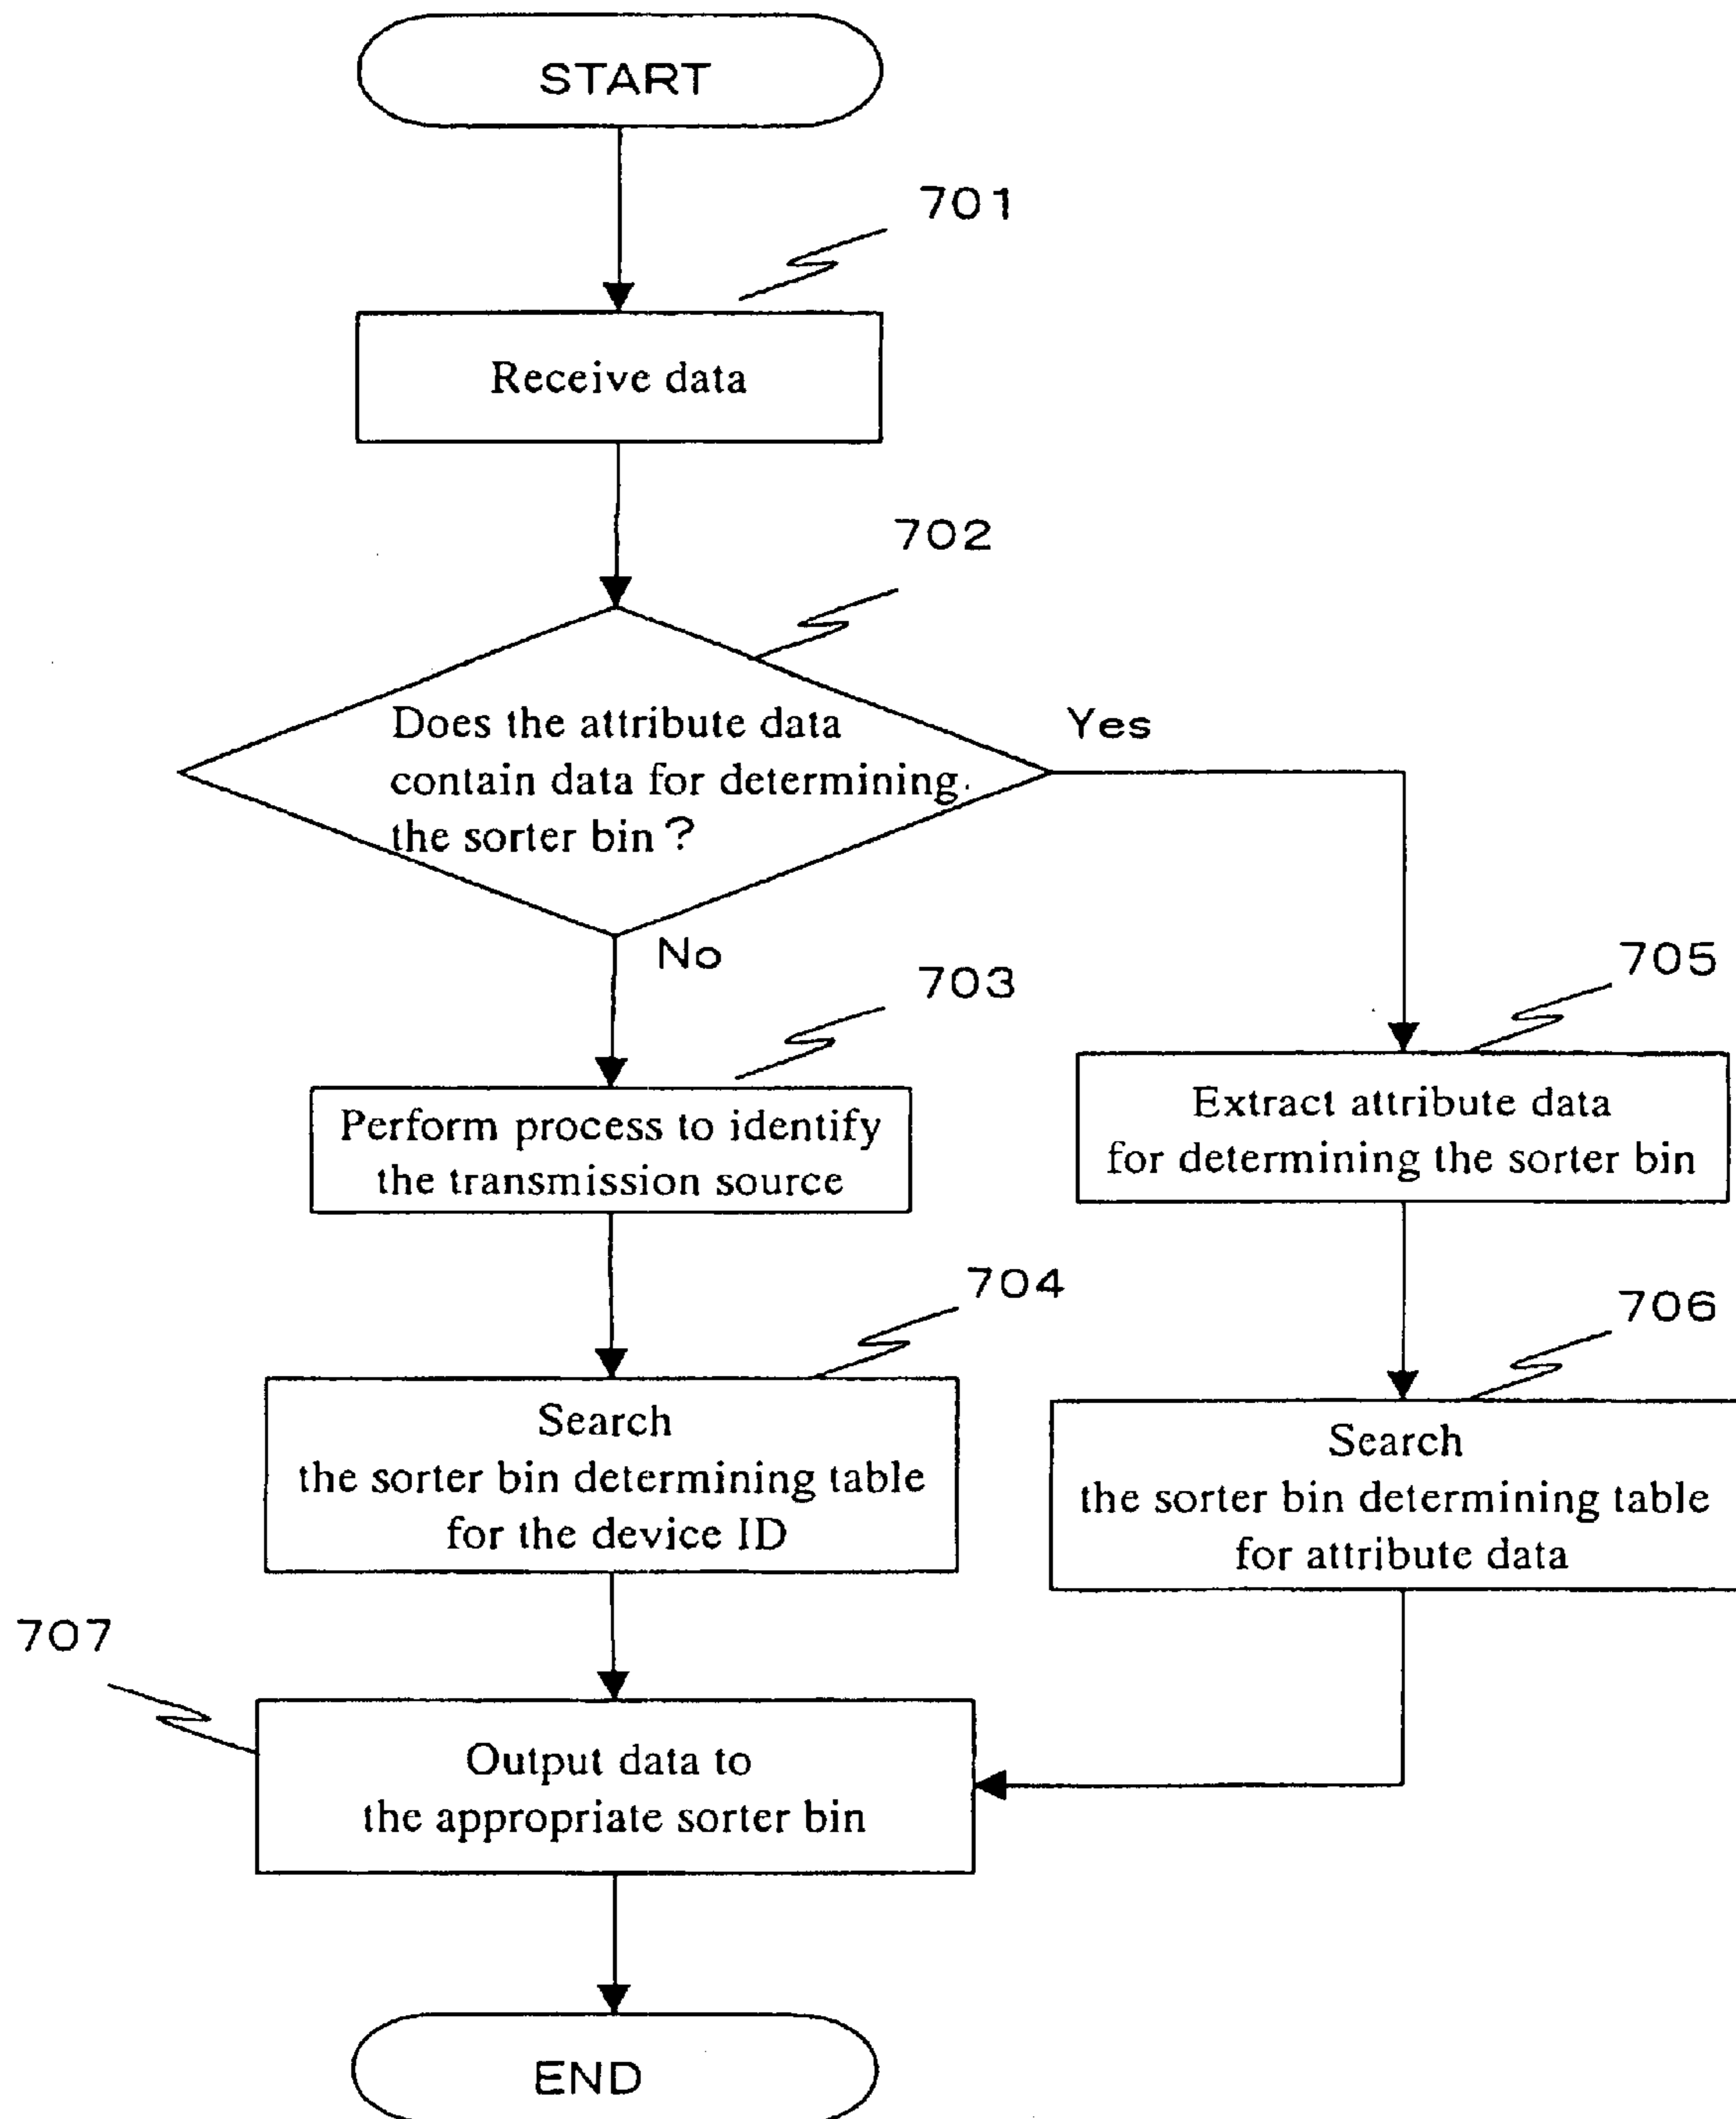 START
701
Receive data
702
Does the attribute data
contain data for determining
the sorter bin?
Yes
No
703
Perform process to identify
the transmission source
704
Search
the sorter bin determining table
for the device ID
705
Extract attribute data
for determining the sorter bin
706
Search
the sorter bin determining table
for attribute data
707
Output data to
the appropriate sorter bin
END